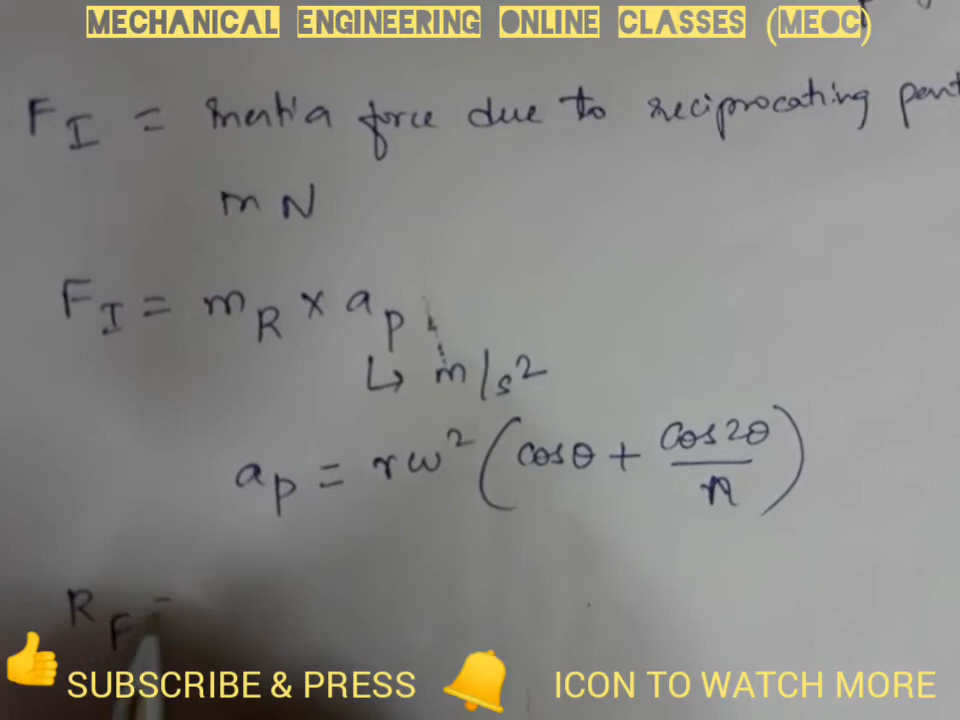 MECHANICAL ENGINEERING ONLINE CLASSES (MEOC)
F_I = Inertia force due to reciprocating part
in N
F_I = m_R × a_p
↳ m/s²
a_p = rω² (cosθ + cos2θ/n)
R_F =
SUBSCRIBE & PRESS ICON TO WATCH MORE